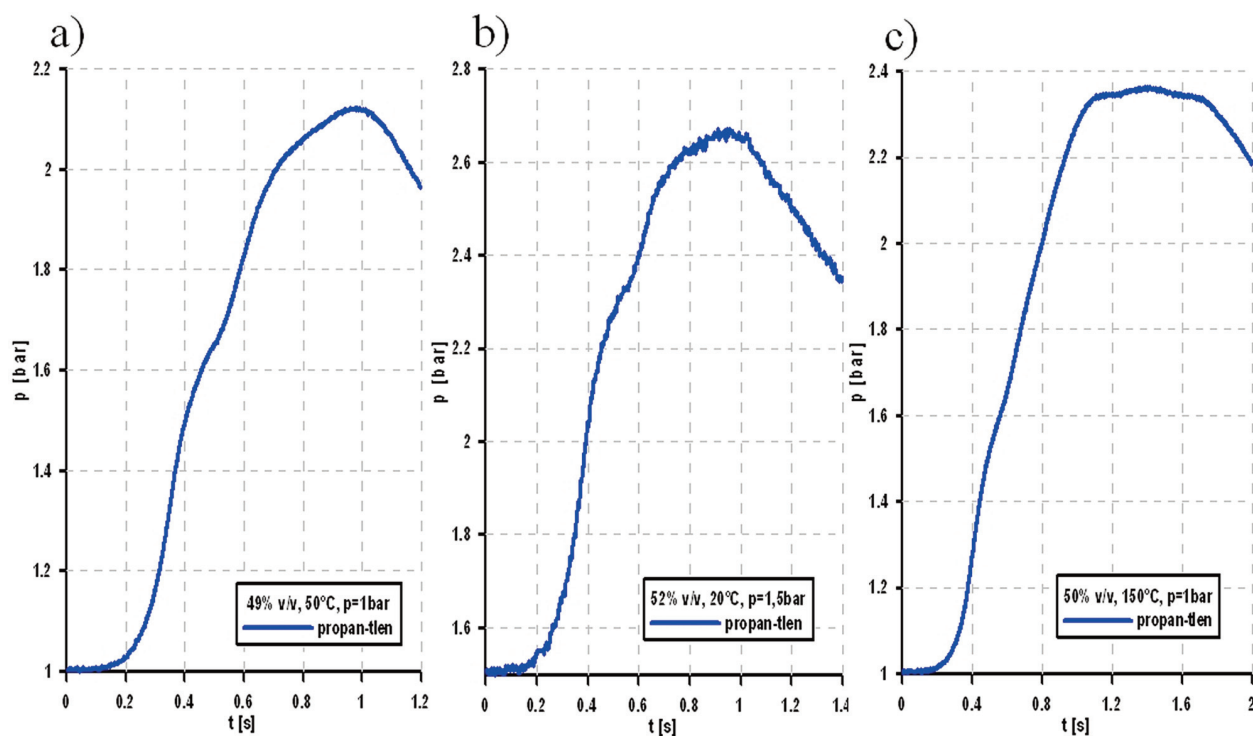 a)
2.2
2
1.8
1.6
1.4
1.2
1
p [bar]
0 0.2 0.4 0.6 0.8 1 1.2
t [s]
49% v/v, 50°C, p=1bar
propan-tlen
b)
2.8
2.6
2.4
2.2
2
1.8
1.6
p [bar]
0 0.2 0.4 0.6 0.8 1 1.2 1.4
t [s]
52% v/v, 20°C, p=1,5bar
propan-tlen
c)
2.4
2.2
2
1.8
1.6
1.4
1.2
1
p [bar]
0 0.4 0.8 1.2 1.6 2
t [s]
50% v/v, 150°C, p=1bar
propan-tlen